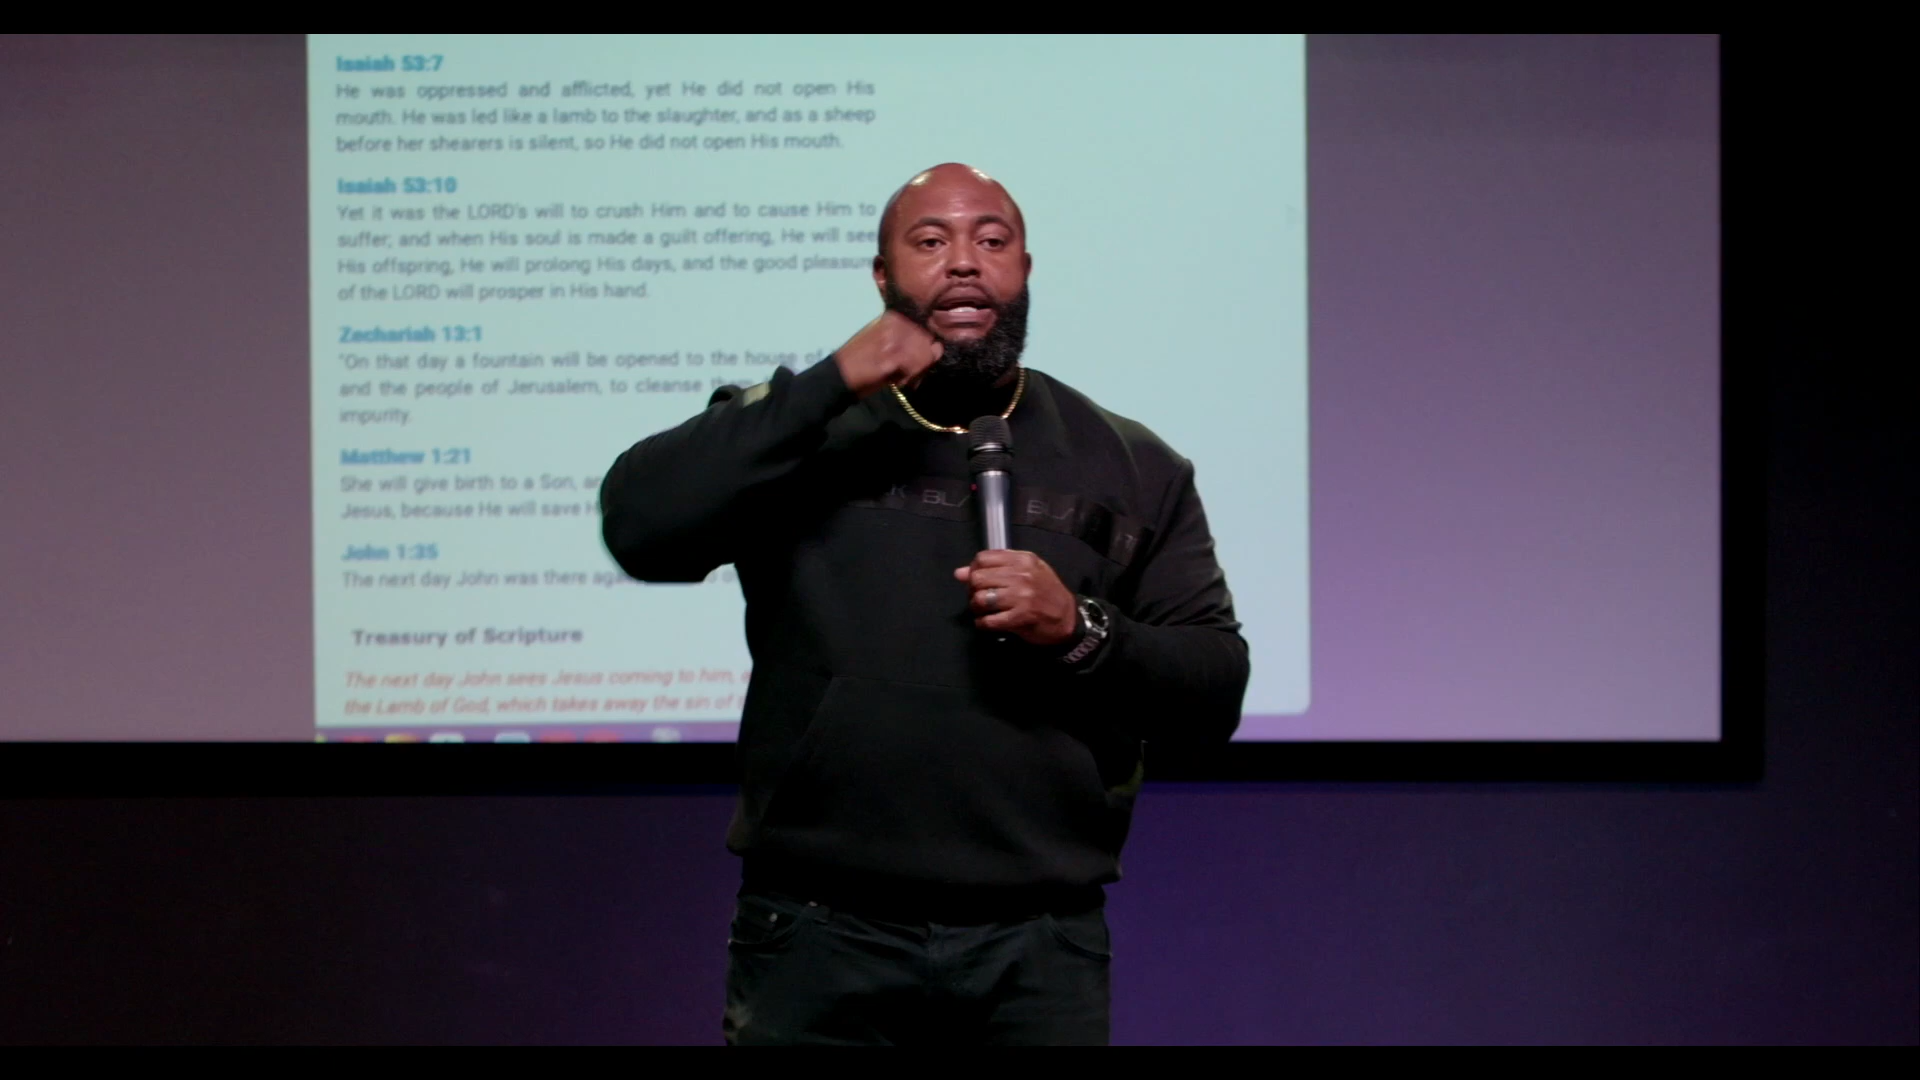 Isaiah 53:7
He was oppressed and afflicted, yet He did not open His
mouth. He was led like a lamb to the slaughter, and as a sheep
before her shearers is silent, so He did not open His mouth.
Isaiah 53:10
Yet it was the LORD's will to crush Him and to cause Him to
suffer; and when His soul is made a guilt offering, He will see
His offspring, He will prolong His days, and the good pleasure
of the LORD will prosper in His hand.
Zechariah 13:1
"On that day a fountain will be opened to the house of
and the people of Jerusalem, to cleanse them
impurity.
Matthew 1:21
She will give birth to a Son, an
Jesus, because He will save H
John 1:35
The next day John was there again
Treasury of Scripture
The next day John sees Jesus coming to him,
the Lamb of God, which takes away the sin of
K BLA BLA